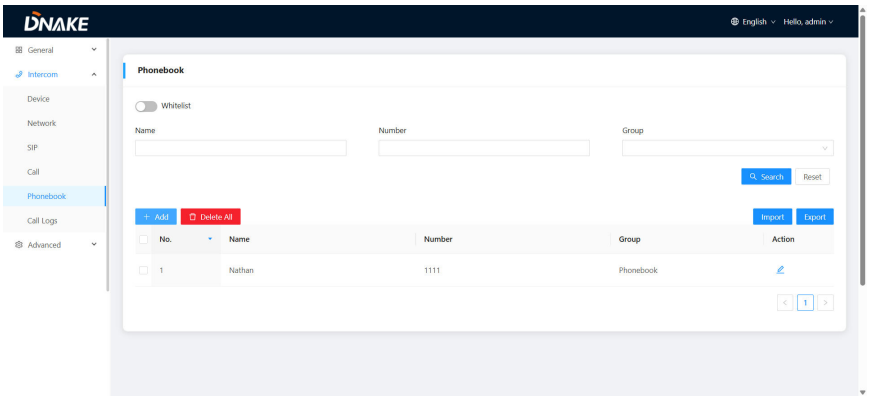 DNAKE
English
Hello, admin
General
Intercom
Device
Network
SIP
Call
Phonebook
Call Logs
Advanced
Phonebook
Whitelist
Name Number Group
Search Reset
+ Add Delete All Import Export
No. Name Number Group Action
1 Nathan 1111 Phonebook
< 1 >